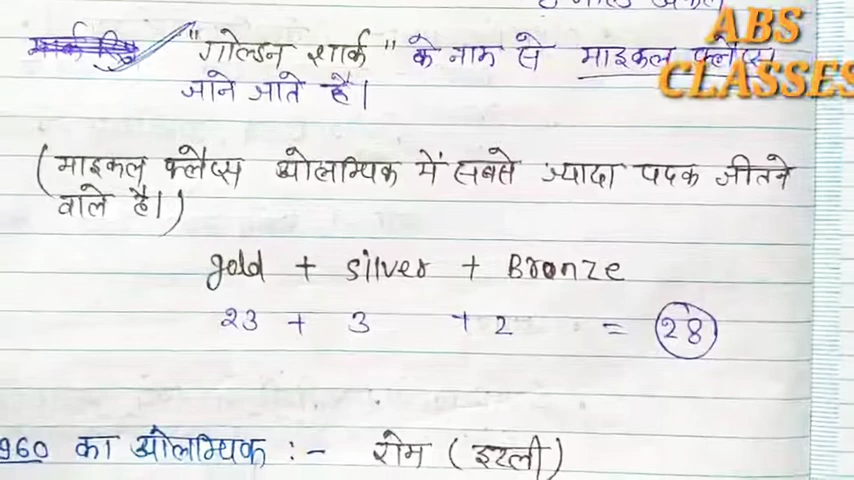 ABS
CLASSES
"गोल्डन शार्क" के नाम से माइकल फ्लैप्स
जाने जाते है।
(माइकल फ्लैप्स ओलम्पिक में सबसे ज्यादा पदक जीतने
वाले है।)
gold + silver + Bronze
23 + 3 + 2 = 28
960 का ओलम्पिक :- रोम (इटली)